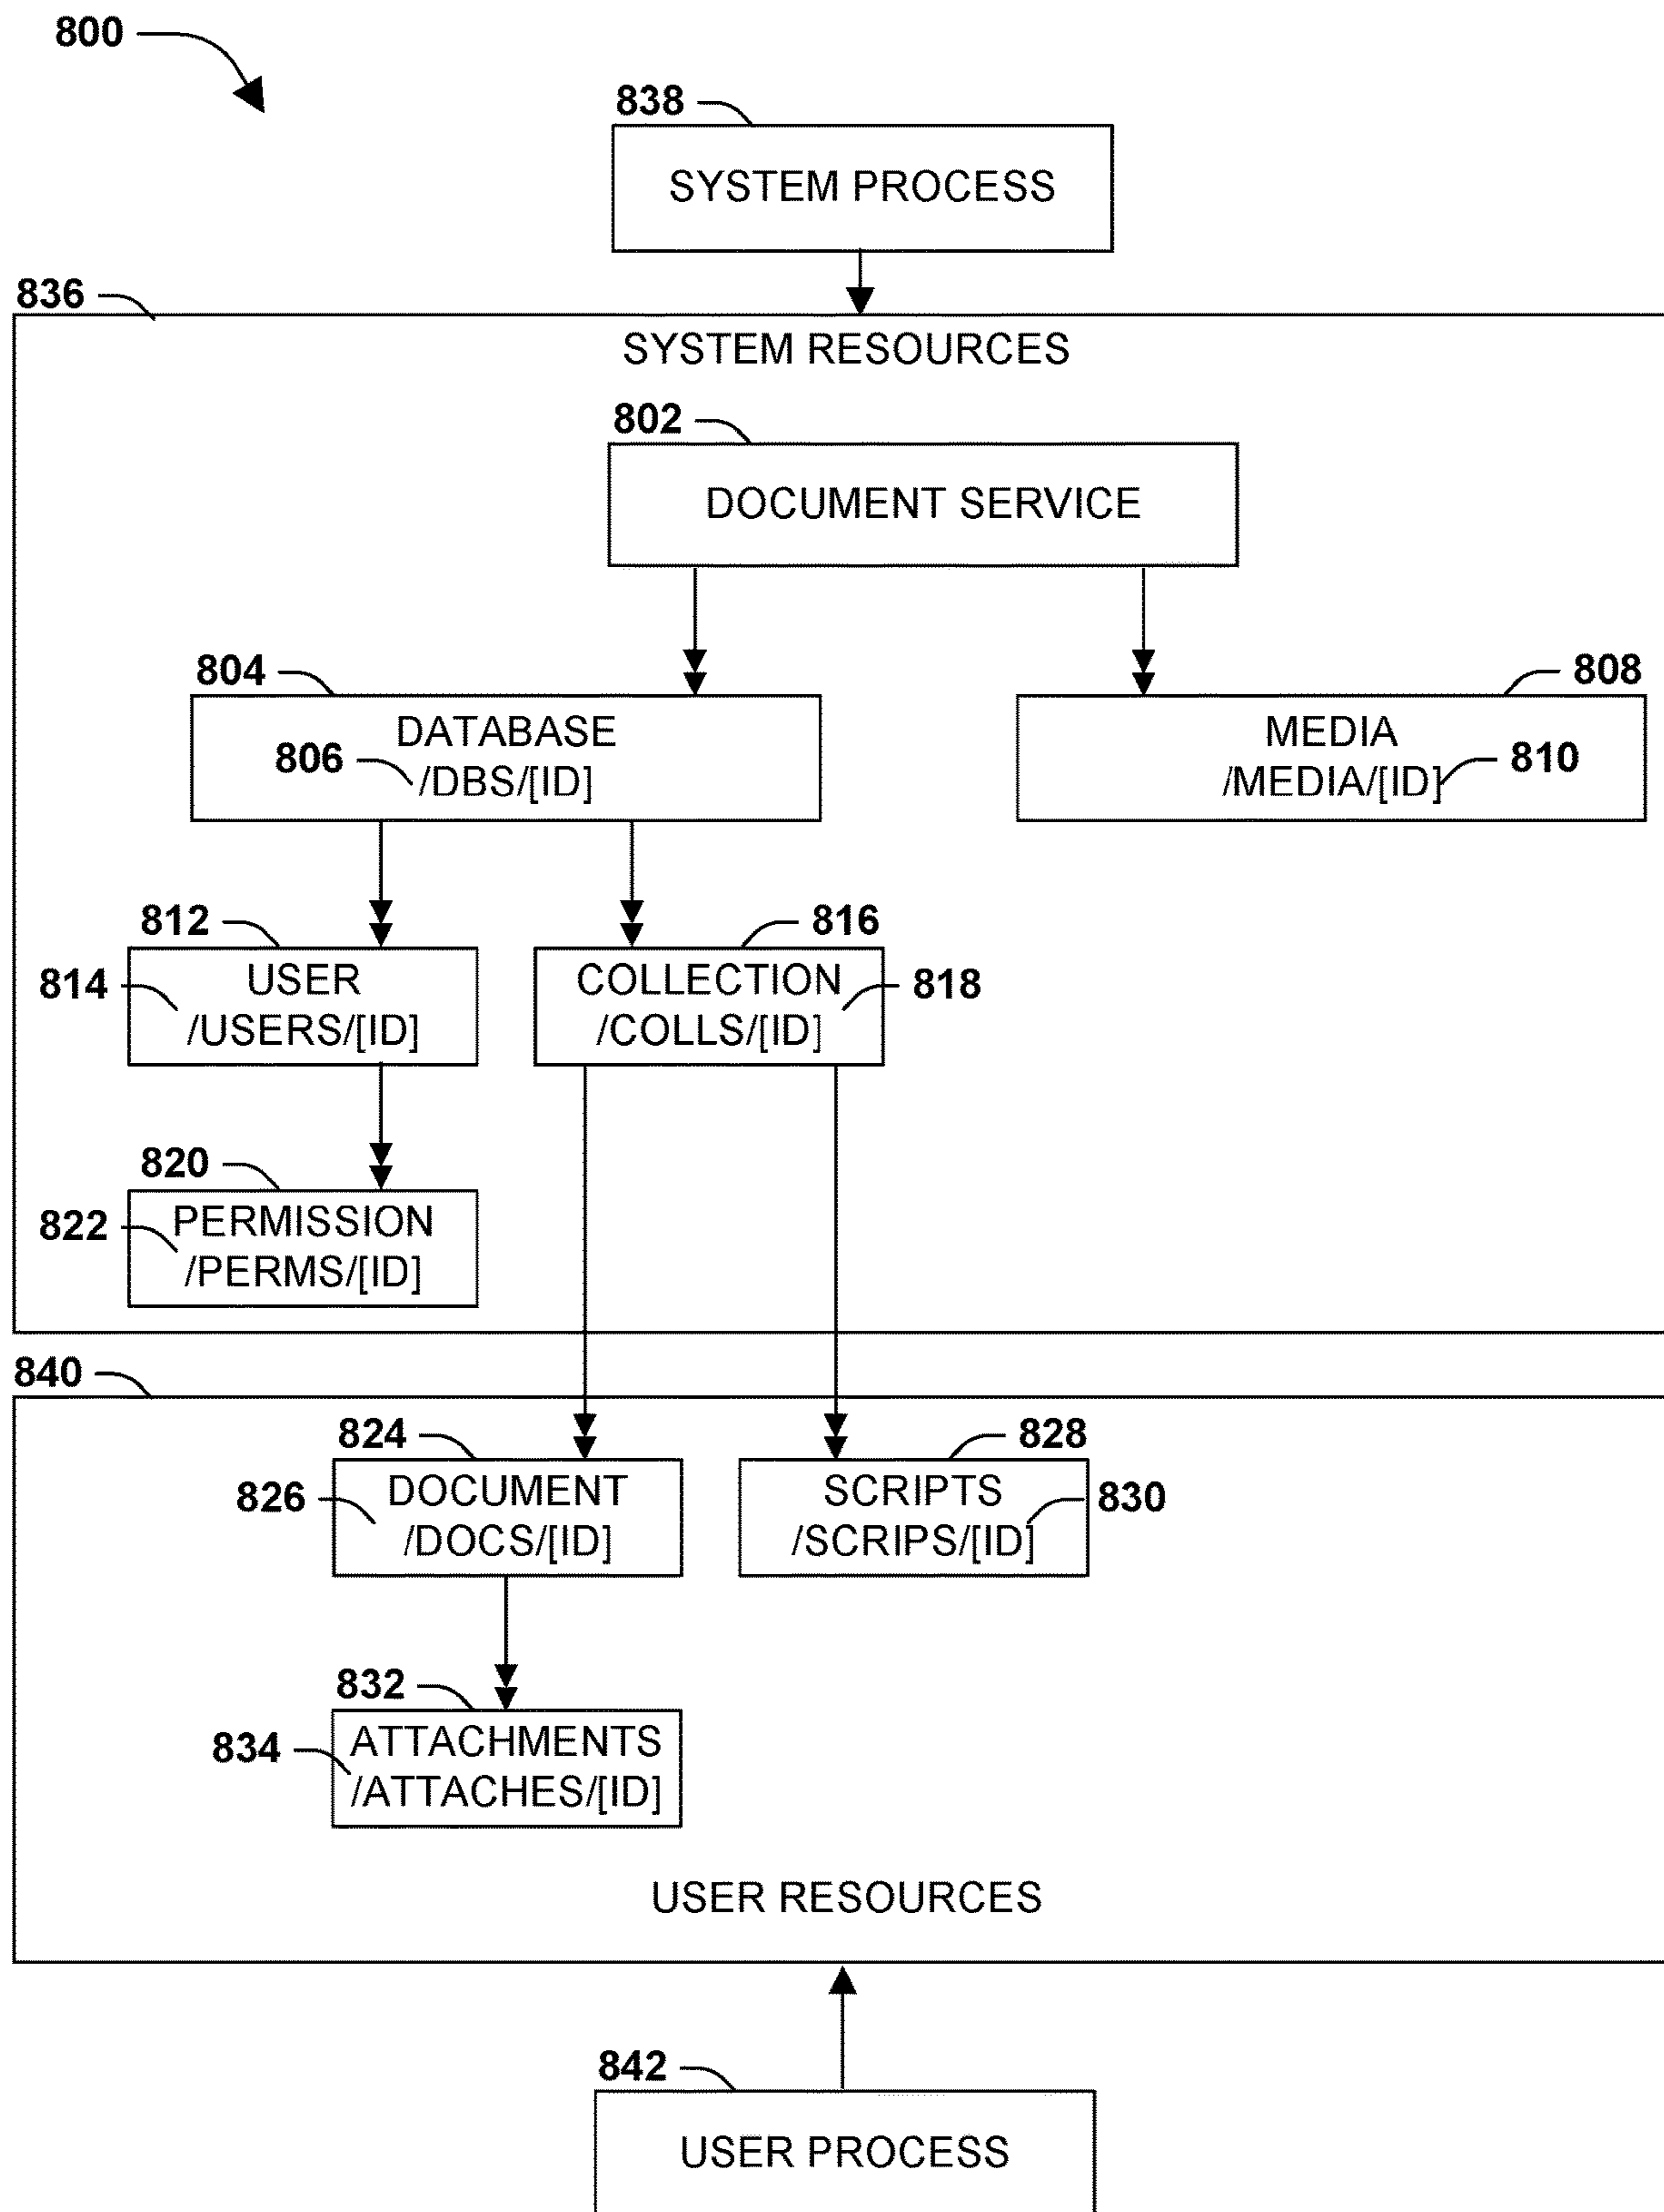 800
838
SYSTEM PROCESS
836
SYSTEM RESOURCES
802
DOCUMENT SERVICE
804
808
DATABASE
806
/DBS/[ID]
MEDIA
/MEDIA/[ID]
810
812
816
814
USER
/USERS/[ID]
COLLECTION
/COLLS/[ID]
818
820
822
PERMISSION
/PERMS/[ID]
840
824
828
826
DOCUMENT
/DOCS/[ID]
SCRIPTS
/SCRIPS/[ID]
830
832
834
ATTACHMENTS
/ATTACHES/[ID]
USER RESOURCES
842
USER PROCESS